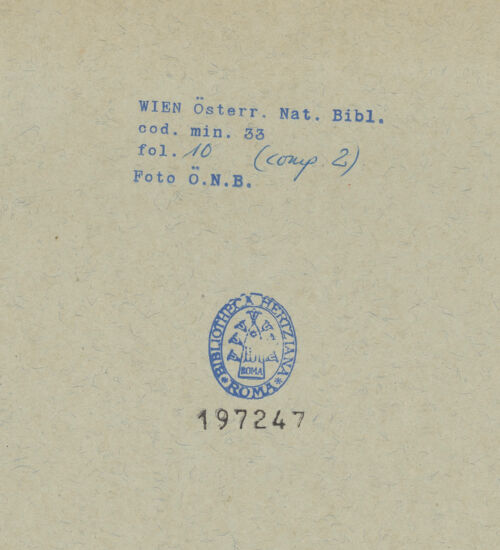 WIEN Österr. Nat. Bibl.
cod. min. 33
fol. 10 (comp. 2)
Foto Ö.N.B.
BIBLIOTHECA HERTZIANA
ROMA
* ROMA *
197247